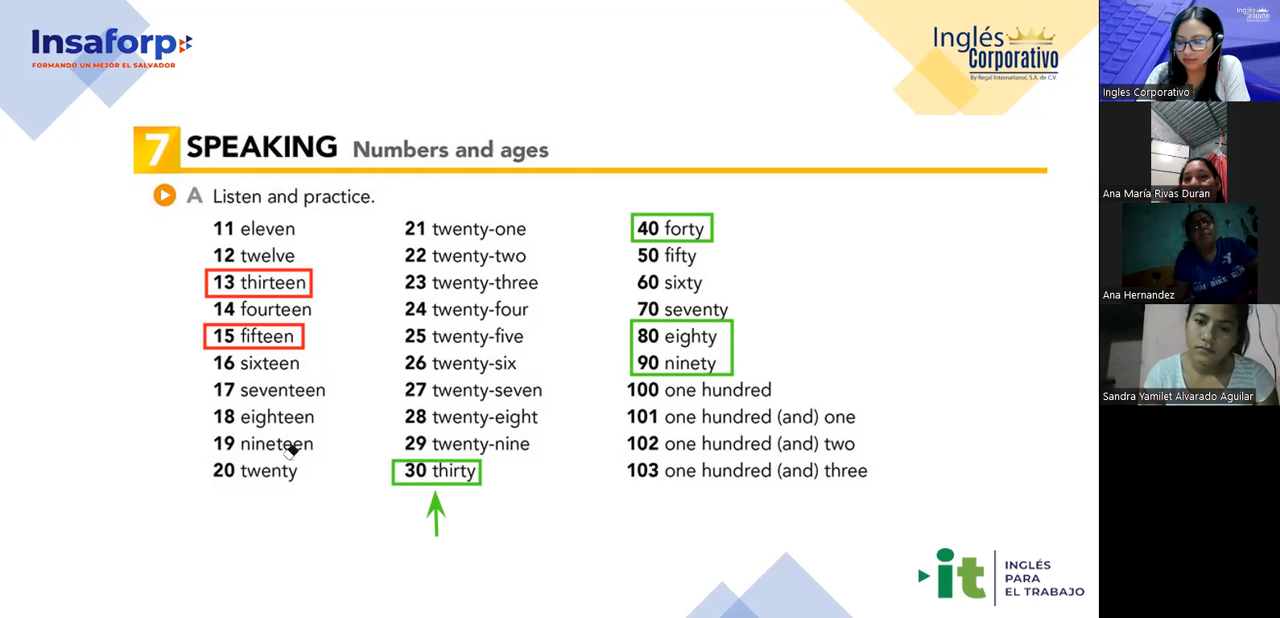 Insaforp
FORMANDO UN MEJOR EL SALVADOR
Inglés
Corporativo
By Regal International, S.A. de C.V.
7 SPEAKING Numbers and ages
A Listen and practice.
11 eleven
12 twelve
13 thirteen
14 fourteen
15 fifteen
16 sixteen
17 seventeen
18 eighteen
19 nineteen
20 twenty
21 twenty-one
22 twenty-two
23 twenty-three
24 twenty-four
25 twenty-five
26 twenty-six
27 twenty-seven
28 twenty-eight
29 twenty-nine
30 thirty
40 forty
50 fifty
60 sixty
70 seventy
80 eighty
90 ninety
100 one hundred
101 one hundred (and) one
102 one hundred (and) two
103 one hundred (and) three
it
INGLÉS
PARA
EL TRABAJO
Inglés
Corporativo
Ingles Corporativo
Ana María Rivas Duran
Ana Hernandez
Sandra Yamilet Alvarado Aguilar